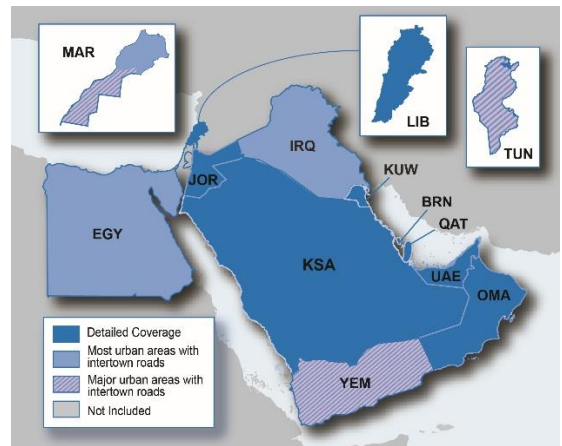 MAR
LIB
TUN
IRQ
KUW
JOR
BRN
QAT
EGY
KSA
UAE
OMA
YEM
Detailed Coverage
Most urban areas with
intertown roads
Major urban areas with
intertown roads
Not Included